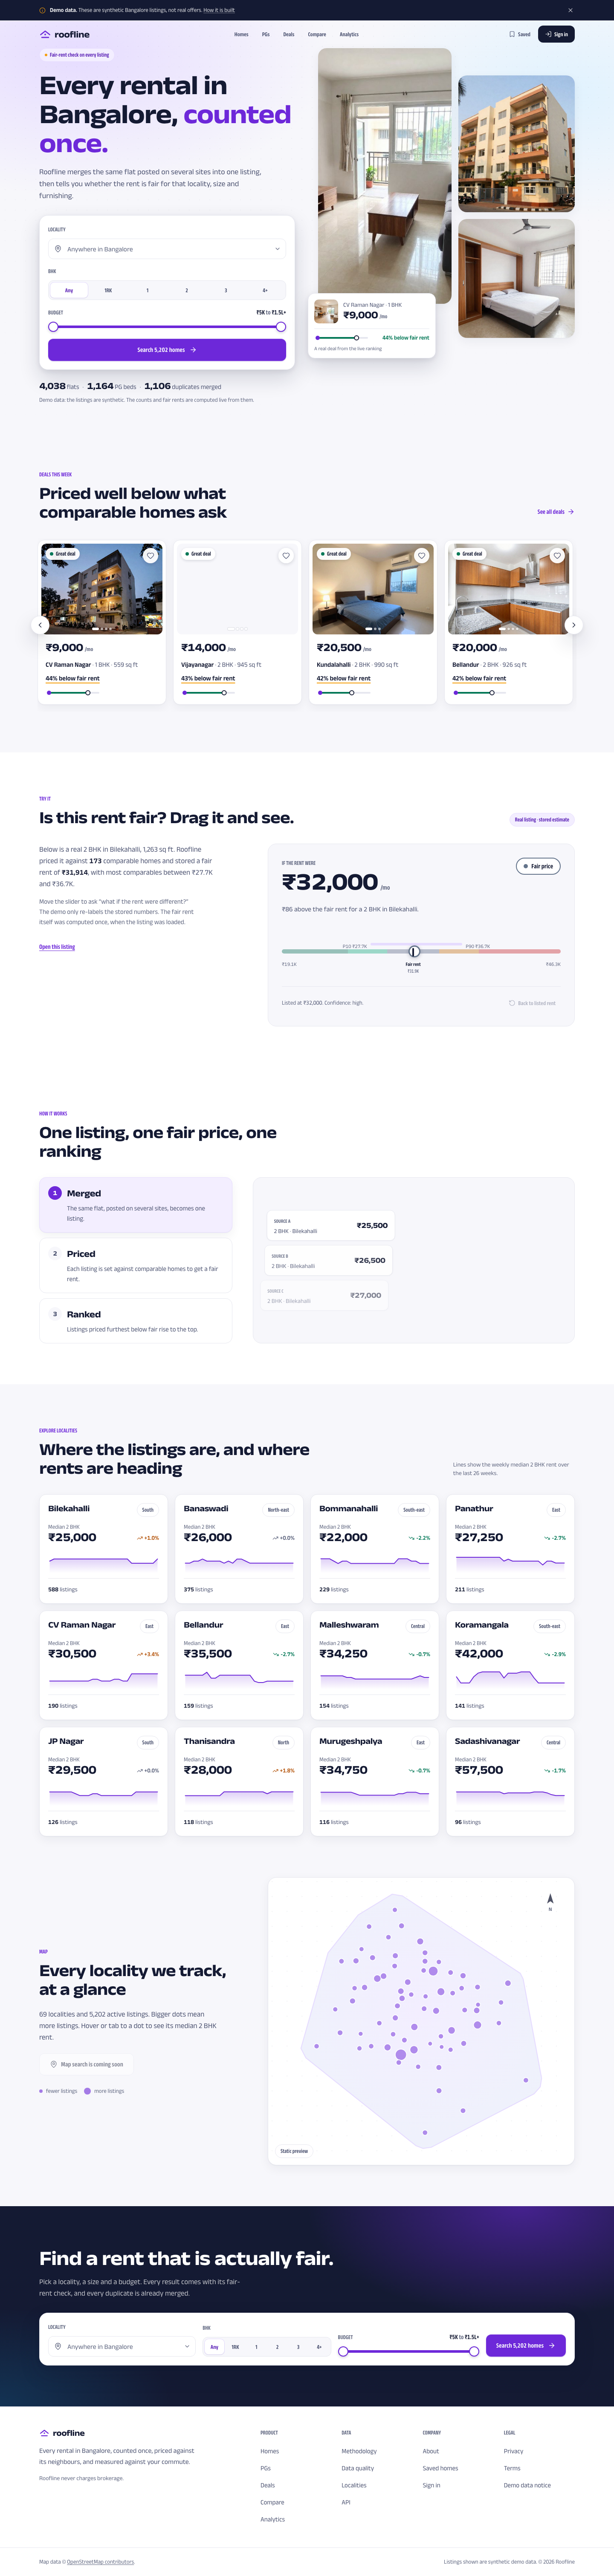 Demo data. These are synthetic Bangalore listings, not real offers. How it is built
roofline
Homes
PGs
Deals
Compare
Analytics
Saved
Sign in
Fair-rent check on every listing
Every rental in
Bangalore, counted
once.
Roofline merges the same flat posted on several sites into one listing,
then tells you whether the rent is fair for that locality, size and
furnishing.
LOCALITY
Anywhere in Bangalore
BHK
Any
1RK
1
2
3
4+
BUDGET
₹5K to ₹1.5L+
Search 5,202 homes
CV Raman Nagar · 1 BHK
₹9,000 /mo
44% below fair rent
A real deal from the live ranking
4,038 flats · 1,164 PG beds · 1,106 duplicates merged
Demo data: the listings are synthetic. The counts and fair rents are computed live from them.
DEALS THIS WEEK
Priced well below what
comparable homes ask
See all deals
Great deal
₹9,000 /mo
CV Raman Nagar · 1 BHK · 559 sq ft
44% below fair rent
Great deal
₹14,000 /mo
Vijayanagar · 2 BHK · 945 sq ft
43% below fair rent
Great deal
₹20,500 /mo
Kundalahalli · 2 BHK · 990 sq ft
42% below fair rent
Great deal
₹20,000 /mo
Bellandur · 2 BHK · 926 sq ft
42% below fair rent
TRY IT
Is this rent fair? Drag it and see.
Real listing · stored estimate
Below is a real 2 BHK in Bilekahalli, 1,263 sq ft. Roofline
priced it against 173 comparable homes and stored a fair
rent of ₹31,914, with most comparables between ₹27.7K
and ₹36.7K.
Move the slider to ask "what if the rent were different?"
The demo only re-labels the stored numbers. The fair rent
itself was computed once, when the listing was loaded.
Open this listing
IF THE RENT WERE
₹32,000 /mo
Fair price
₹86 above the fair rent for a 2 BHK in Bilekahalli.
P10 ₹27.7K
P90 ₹36.7K
₹19.1K
Fair rent
₹31.9K
Listed at ₹32,000. Confidence: high.
Back to listed rent
HOW IT WORKS
One listing, one fair price, one
ranking
1
Merged
The same flat, posted on several sites, becomes one
listing.
2
Priced
Each listing is set against comparable homes to get a fair
rent.
3
Ranked
Listings priced furthest below fair rise to the top.
SOURCE A
2 BHK · Bilekahalli
₹25,500
SOURCE B
2 BHK · Bilekahalli
₹26,500
SOURCE C
2 BHK · Bilekahalli
₹27,000
EXPLORE LOCALITIES
Where the listings are, and where
rents are heading
Lines show the weekly median 2 BHK rent over
the last 26 weeks.
Bilekahalli
South
Median 2 BHK
₹25,000
+1.0%
588 listings
Banaswadi
North-east
Median 2 BHK
₹26,000
+0.0%
375 listings
Bommanahalli
South-east
Median 2 BHK
₹22,000
-2.2%
229 listings
Panathur
East
Median 2 BHK
₹27,250
-2.7%
211 listings
CV Raman Nagar
East
Median 2 BHK
₹30,500
+3.4%
190 listings
Bellandur
East
Median 2 BHK
₹35,500
-2.7%
159 listings
Malleshwaram
Central
Median 2 BHK
₹34,250
-0.7%
154 listings
Koramangala
South-east
Median 2 BHK
₹42,000
-2.9%
141 listings
JP Nagar
South
Median 2 BHK
₹29,500
+0.0%
126 listings
Thanisandra
North
Median 2 BHK
₹28,000
+1.8%
118 listings
Murugeshpalya
East
Median 2 BHK
₹34,750
-0.7%
116 listings
Sadashivanagar
Central
Median 2 BHK
₹57,500
-1.7%
96 listings
MAP
Every locality we track,
at a glance
69 localities and 5,202 active listings. Bigger dots mean
more listings. Hover or tab to a dot to see its median 2 BHK
rent.
Map search is coming soon
fewer listings
more listings
N
Static preview
Find a rent that is actually fair.
Pick a locality, a size and a budget. Every result comes with its fair-
rent check, and every duplicate is already merged.
LOCALITY
Anywhere in Bangalore
BHK
Any
1RK
1
2
3
4+
BUDGET
₹5K to ₹1.5L+
Search 5,202 homes
roofline
Every rental in Bangalore, counted once, priced against
its neighbours, and measured against your commute.
Roofline never charges brokerage.
PRODUCT
Homes
PGs
Deals
Compare
Analytics
DATA
Methodology
Data quality
Localities
API
COMPANY
About
Saved homes
Sign in
LEGAL
Privacy
Terms
Demo data notice
Map data © OpenStreetMap contributors
Listings shown are synthetic demo data. © 2026 Roofline